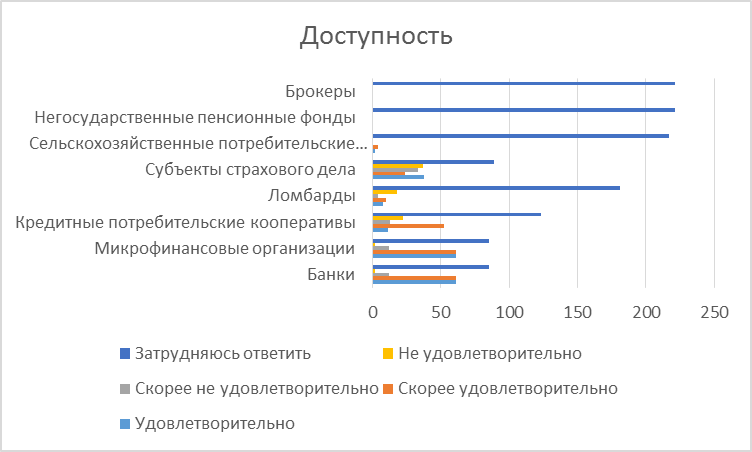 Доступность
Брокеры
Негосударственные пенсионные фонды
Сельскохозяйственные потребительские...
Субъекты страхового дела
Ломбарды
Кредитные потребительские кооперативы
Микрофинансовые организации
Банки
0 50 100 150 200 250
Затрудняюсь ответить Не удовлетворительно
Скорее не удовлетворительно Скорее удовлетворительно
Удовлетворительно